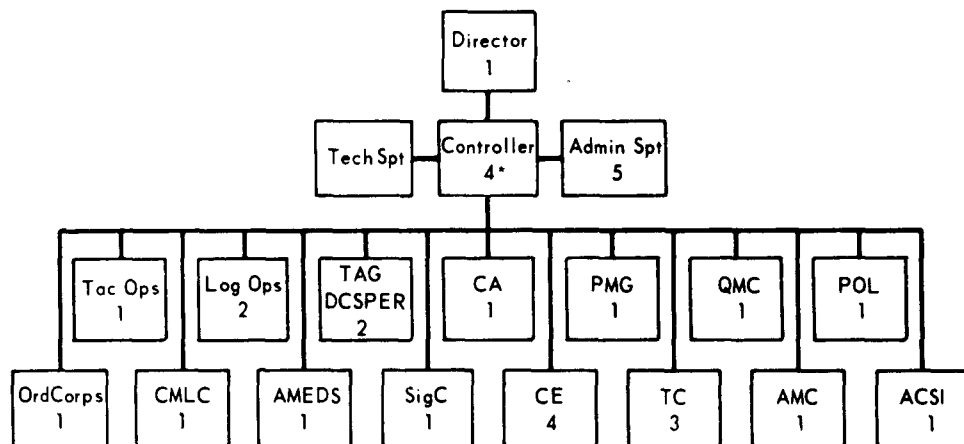 Director
1
Tech Spt
Controller
4*
Admin Spt
5
Tac Ops
1
Log Ops
2
TAG
DCSPER
2
CA
1
PMG
1
QMC
1
POL
1
OrdCorps
1
CMLC
1
AMEDS
1
SigC
1
CE
4
TC
3
AMC
1
ACSI
1